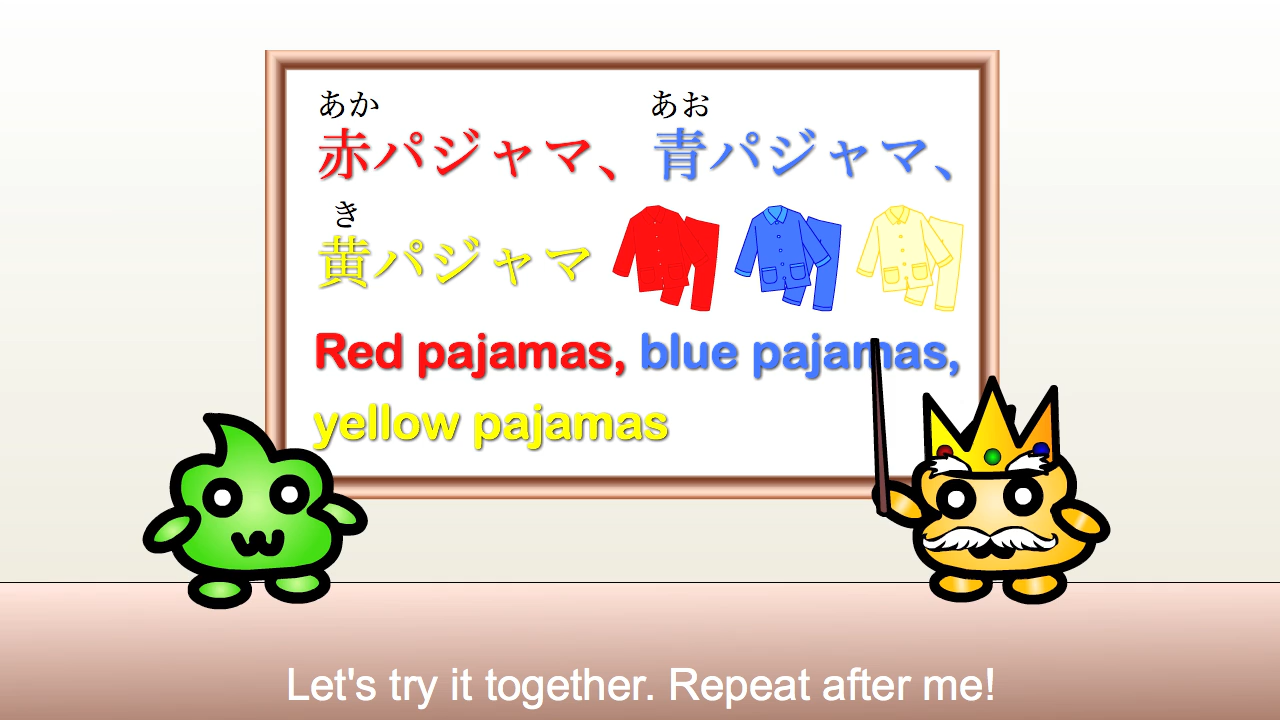 あか あお
赤パジャマ、 青パジャマ、
き
黄パジャマ
Red pajamas, blue pajamas,
yellow pajamas
Let's try it together. Repeat after me!